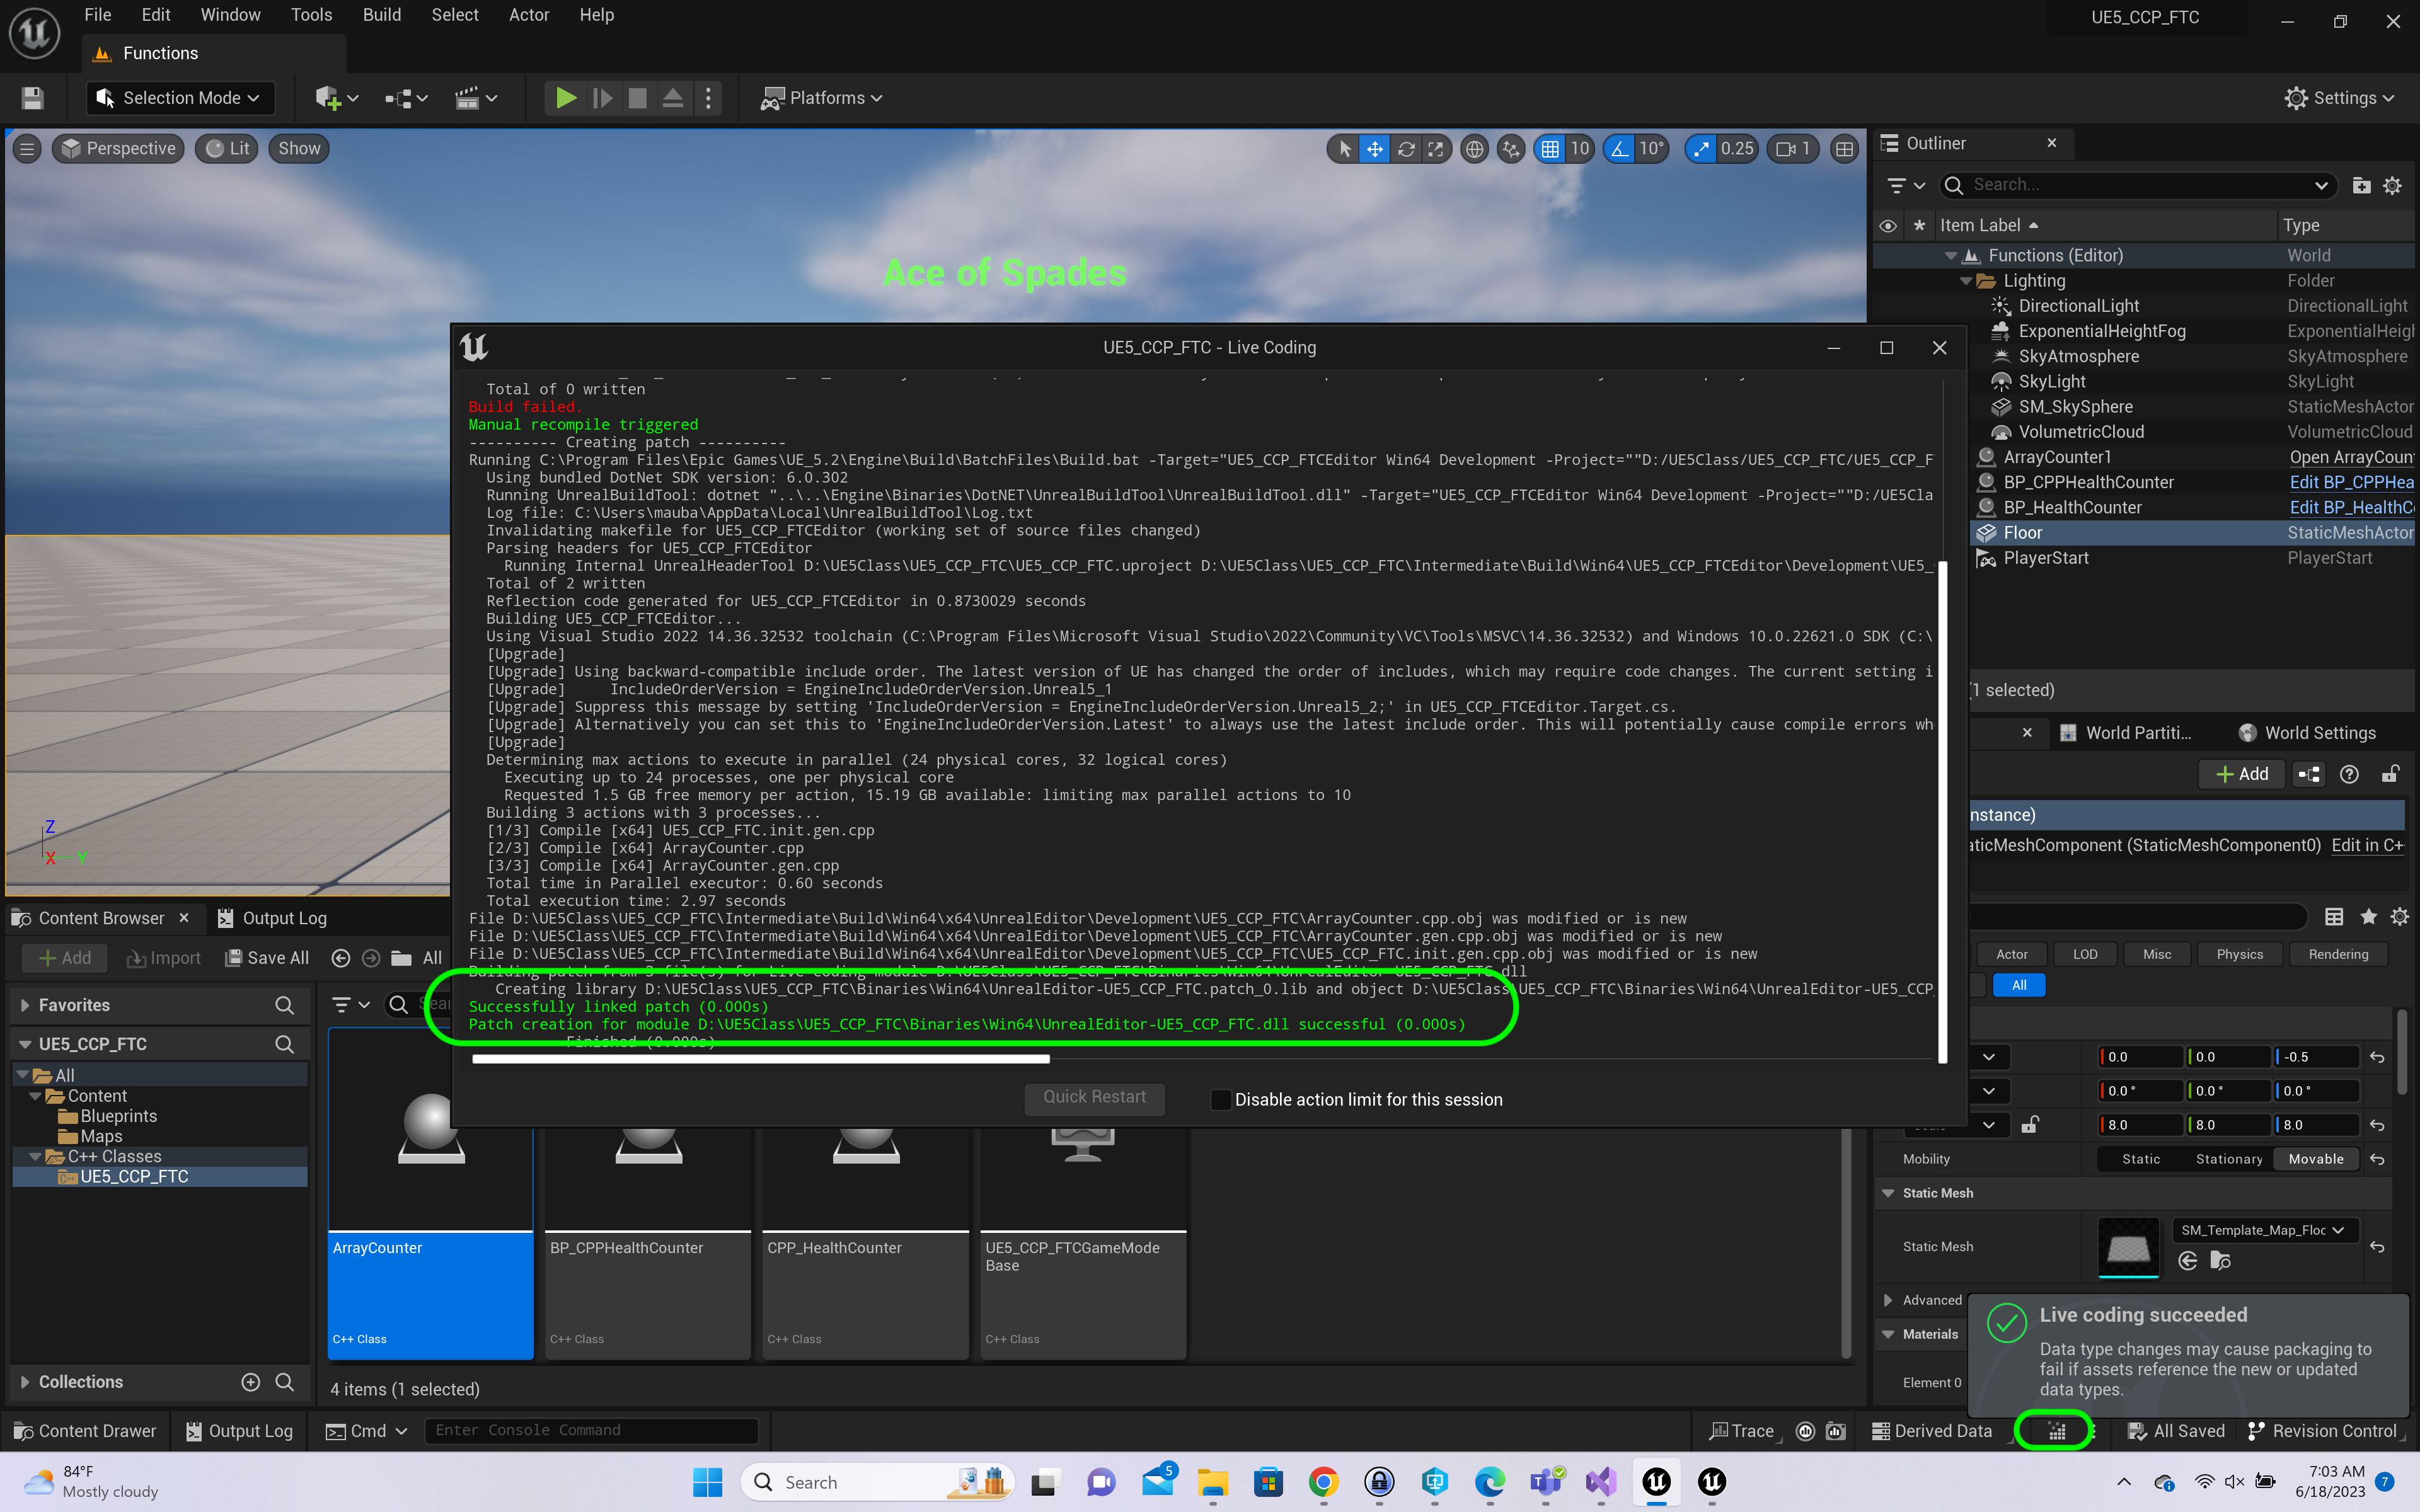 File Edit Window Tools Build Select Actor Help
UE5_CCP_FTC
Functions
Selection Mode
Platforms
Settings
Perspective Lit Show
10 10° 0.25 1
Ace of Spades
Outliner
Search...
Item Label Type
Functions (Editor) World
Lighting Folder
DirectionalLight DirectionalLight
ExponentialHeightFog ExponentialHeigh
SkyAtmosphere SkyAtmosphere
SkyLight SkyLight
SM_SkySphere StaticMeshActor
VolumetricCloud VolumetricCloud
ArrayCounter1 Open ArrayCount
BP_CPPHealthCounter Edit BP_CPPHea
BP_HealthCounter Edit BP_HealthC
Floor StaticMeshActor
PlayerStart PlayerStart
(1 selected)
UE5_CCP_FTC - Live Coding
Total of 0 written
Build failed.
Manual recompile triggered
---------- Creating patch ----------
Running C:\Program Files\Epic Games\UE_5.2\Engine\Build\BatchFiles\Build.bat -Target="UE5_CCP_FTCEditor Win64 Development -Project=""D:/UE5Class/UE5_CCP_FTC/UE5_CCP_F
Using bundled DotNet SDK version: 6.0.302
Running UnrealBuildTool: dotnet "..\..\Engine\Binaries\DotNET\UnrealBuildTool\UnrealBuildTool.dll" -Target="UE5_CCP_FTCEditor Win64 Development -Project=""D:/UE5Cla
Log file: C:\Users\mauba\AppData\Local\UnrealBuildTool\Log.txt
Invalidating makefile for UE5_CCP_FTCEditor (working set of source files changed)
Parsing headers for UE5_CCP_FTCEditor
Running Internal UnrealHeaderTool D:\UE5Class\UE5_CCP_FTC\UE5_CCP_FTC.uproject D:\UE5Class\UE5_CCP_FTC\Intermediate\Build\Win64\UE5_CCP_FTCEditor\Development\UE5_
Total of 2 written
Reflection code generated for UE5_CCP_FTCEditor in 0.8730029 seconds
Building UE5_CCP_FTCEditor...
Using Visual Studio 2022 14.36.32532 toolchain (C:\Program Files\Microsoft Visual Studio\2022\Community\VC\Tools\MSVC\14.36.32532) and Windows 10.0.22621.0 SDK (C:\
[Upgrade]
[Upgrade] Using backward-compatible include order. The latest version of UE has changed the order of includes, which may require code changes. The current setting i
[Upgrade] IncludeOrderVersion = EngineIncludeOrderVersion.Unreal5_1
[Upgrade] Suppress this message by setting 'IncludeOrderVersion = EngineIncludeOrderVersion.Unreal5_2;' in UE5_CCP_FTCEditor.Target.cs.
[Upgrade] Alternatively you can set this to 'EngineIncludeOrderVersion.Latest' to always use the latest include order. This will potentially cause compile errors wh
[Upgrade]
Determining max actions to execute in parallel (24 physical cores, 32 logical cores)
Executing up to 24 processes, one per physical core
Requested 1.5 GB free memory per action, 15.19 GB available: limiting max parallel actions to 10
Building 3 actions with 3 processes...
[1/3] Compile [x64] UE5_CCP_FTC.init.gen.cpp
[2/3] Compile [x64] ArrayCounter.cpp
[3/3] Compile [x64] ArrayCounter.gen.cpp
Total time in Parallel executor: 0.60 seconds
Total execution time: 2.97 seconds
File D:\UE5Class\UE5_CCP_FTC\Intermediate\Build\Win64\x64\UnrealEditor\Development\UE5_CCP_FTC\ArrayCounter.cpp.obj was modified or is new
File D:\UE5Class\UE5_CCP_FTC\Intermediate\Build\Win64\x64\UnrealEditor\Development\UE5_CCP_FTC\ArrayCounter.gen.cpp.obj was modified or is new
File D:\UE5Class\UE5_CCP_FTC\Intermediate\Build\Win64\x64\UnrealEditor\Development\UE5_CCP_FTC\UE5_CCP_FTC.init.gen.cpp.obj was modified or is new
Building patch from 3 file(s) for Live coding module D:\UE5Class\UE5_CCP_FTC\Binaries\Win64\UnrealEditor-UE5_CCP_FTC.dll
Creating library D:\UE5Class\UE5_CCP_FTC\Binaries\Win64\UnrealEditor-UE5_CCP_FTC.patch_0.lib and object D:\UE5Class\UE5_CCP_FTC\Binaries\Win64\UnrealEditor-UE5_CCP_
Successfully linked patch (0.000s)
Patch creation for module D:\UE5Class\UE5_CCP_FTC\Binaries\Win64\UnrealEditor-UE5_CCP_FTC.dll successful (0.000s)
Finished (0.000s)
Quick Restart
Disable action limit for this session
Z
X Y
World Partiti... World Settings
Add
nstance)
aticMeshComponent (StaticMeshComponent0) Edit in C+
Actor LOD Misc Physics Rendering
All
0.0 0.0 -0.5
0.0° 0.0° 0.0°
8.0 8.0 8.0
Mobility Static Stationary Movable
Static Mesh
Static Mesh SM_Template_Map_Floc
Advanced
Materials
Element 0
Live coding succeeded
Data type changes may cause packaging to
fail if assets reference the new or updated
data types.
Content Browser Output Log
Add Import Save All All
Favorites
UE5_CCP_FTC
All
Content
Blueprints
Maps
C++ Classes
UE5_CCP_FTC
Collections
ArrayCounter
C++ Class
BP_CPPHealthCounter
C++ Class
CPP_HealthCounter
C++ Class
UE5_CCP_FTCGameMode
Base
C++ Class
4 items (1 selected)
Content Drawer Output Log Cmd Enter Console Command
Trace Derived Data All Saved Revision Control
84°F
Mostly cloudy
Search
5
7:03 AM
6/18/2023
7